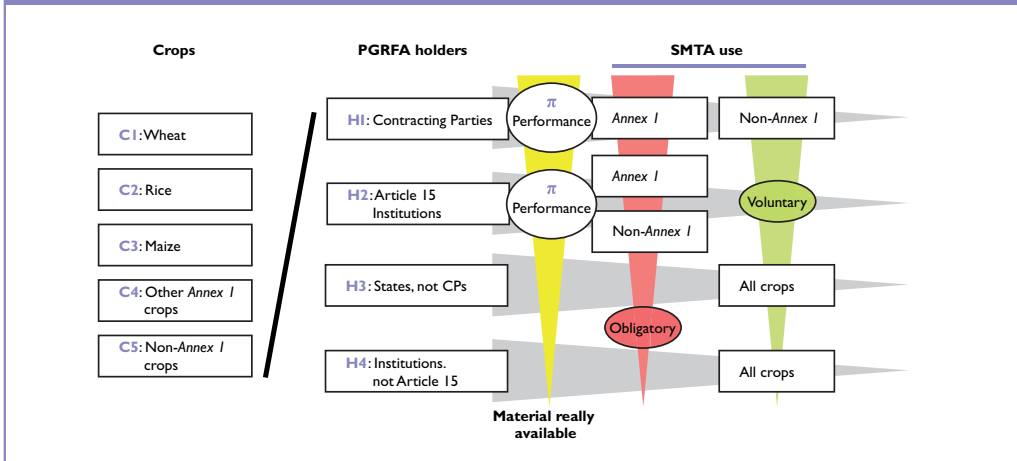 Crops
PGRFA holders
SMTA use
C1: Wheat
C2: Rice
C3: Maize
C4: Other Annex I
crops
C5: Non-Annex I
crops
H1: Contracting Parties
π
Performance
Annex I
Non-Annex I
H2: Article 15
Institutions
π
Performance
Annex I
Non-Annex I
Voluntary
H3: States, not CPs
All crops
Obligatory
H4: Institutions.
not Article 15
All crops
Material really
available